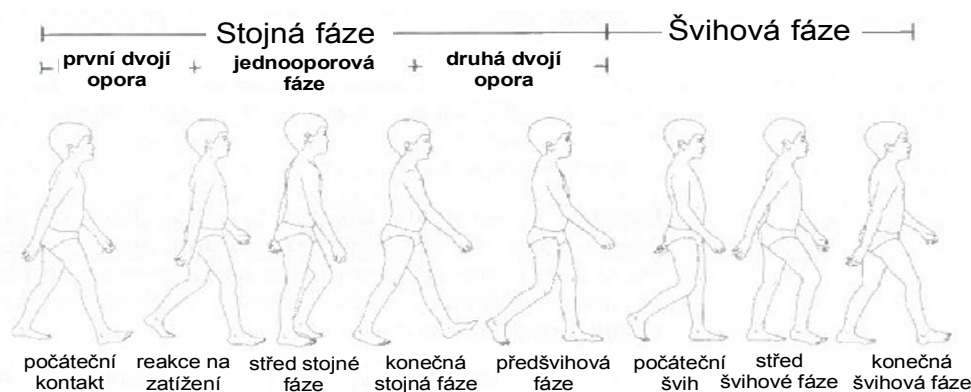 Stojná fáze
Švihová fáze
první dvojí
opora
jednooporová
fáze
druhá dvojí
opora
počáteční
kontakt
reakce na
zatížení
střed stojné
fáze
konečná
stojná fáze
předšvihová
fáze
počáteční
švih
střed
švihové fáze
konečná
švihová fáze